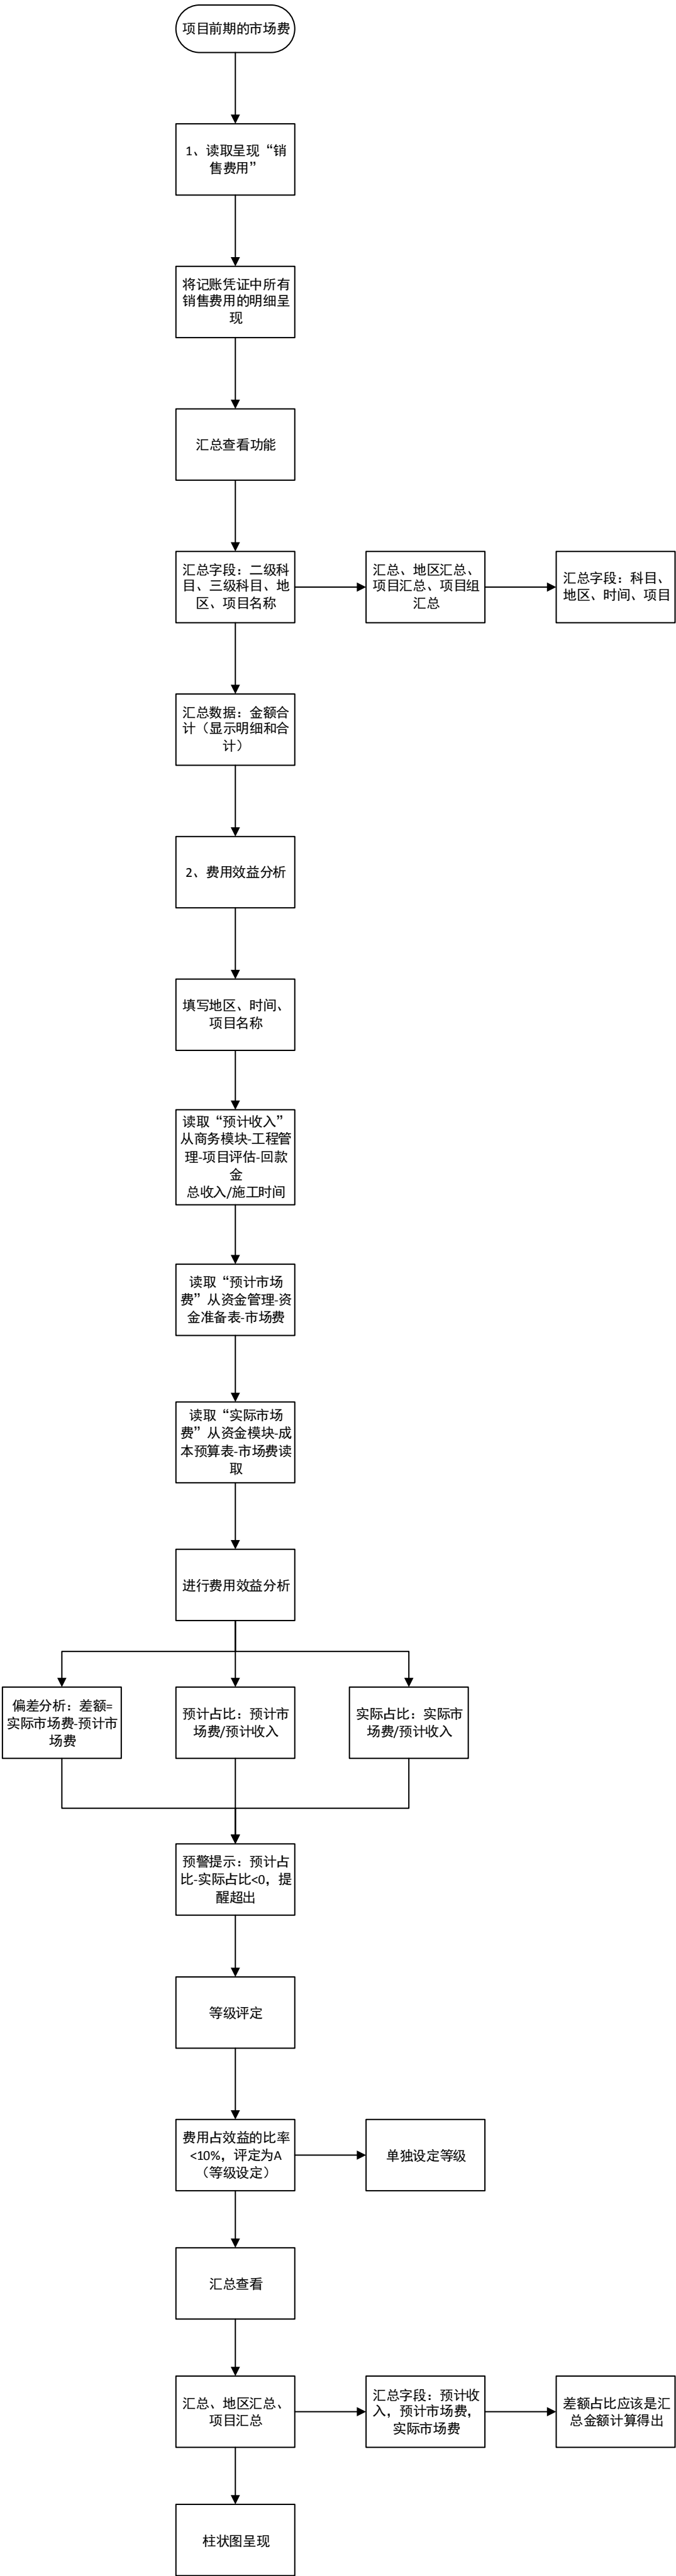 项目前期的市场费
1、读取呈现“销
售费用”
将记账凭证中所有
销售费用的明细呈
现
汇总查看功能
汇总字段：二级科
目、三级科目、地
区、项目名称
汇总、地区汇总、
项目汇总、项目组
汇总
汇总字段：科目、
地区、时间、项目
汇总数据：金额合
计（显示明细和合
计）
2、费用效益分析
填写地区、时间、
项目名称
读取“预计收入”
从商务模块-工程管
理-项目评估-回款
金
总收入/施工时间
读取“预计市场
费”从资金管理-资
金准备表-市场费
读取“实际市场
费”从资金模块-成
本预算表-市场费读
取
进行费用效益分析
偏差分析：差额=
实际市场费-预计市
场费
预计占比：预计市
场费/预计收入
实际占比：实际市
场费/预计收入
预警提示：预计占
比-实际占比<0，提
醒超出
等级评定
费用占效益的比率
<10%，评定为A
（等级设定）
单独设定等级
汇总查看
汇总、地区汇总、
项目汇总
汇总字段：预计收
入，预计市场费，
实际市场费
差额占比应该是汇
总金额计算得出
柱状图呈现